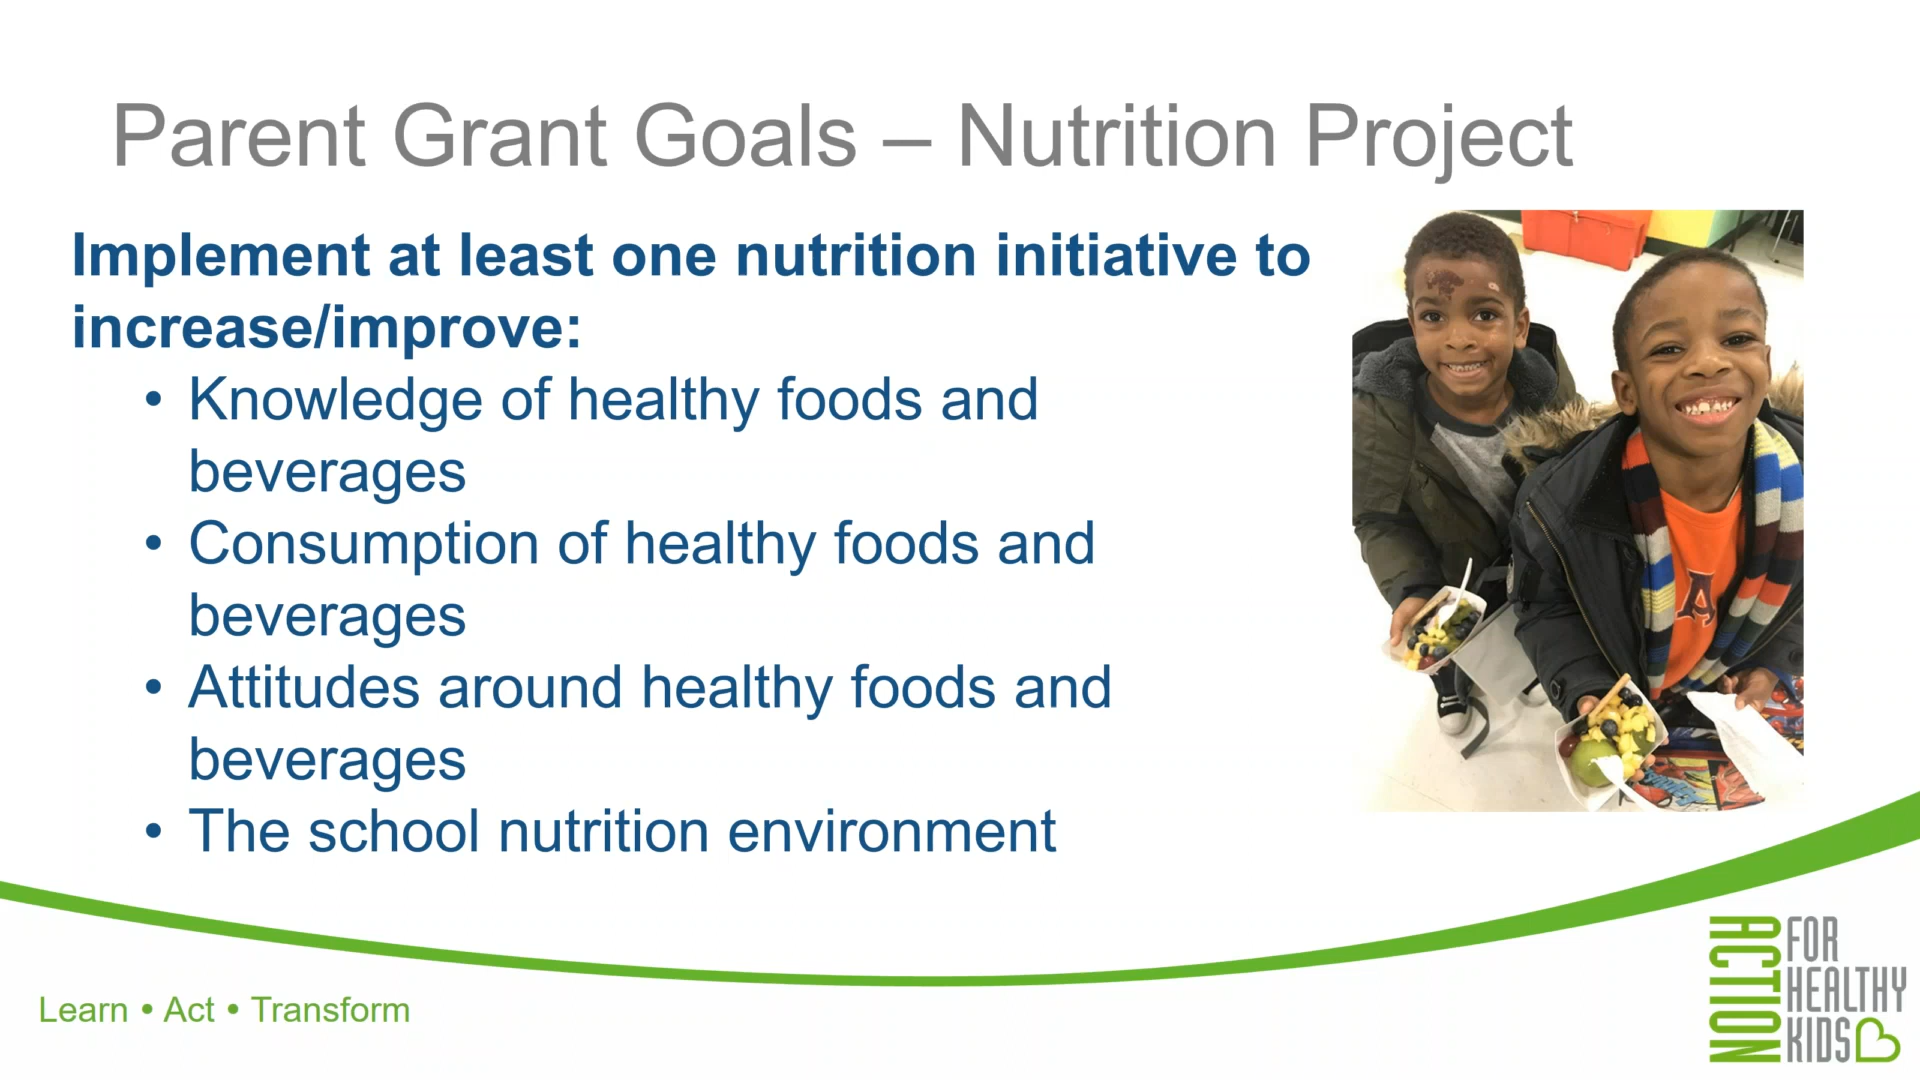 Parent Grant Goals – Nutrition Project
Implement at least one nutrition initiative to
increase/improve:
• Knowledge of healthy foods and
beverages
• Consumption of healthy foods and
beverages
• Attitudes around healthy foods and
beverages
• The school nutrition environment
A
Learn • Act • Transform
ACTION
FOR
HEALTHY
KIDS